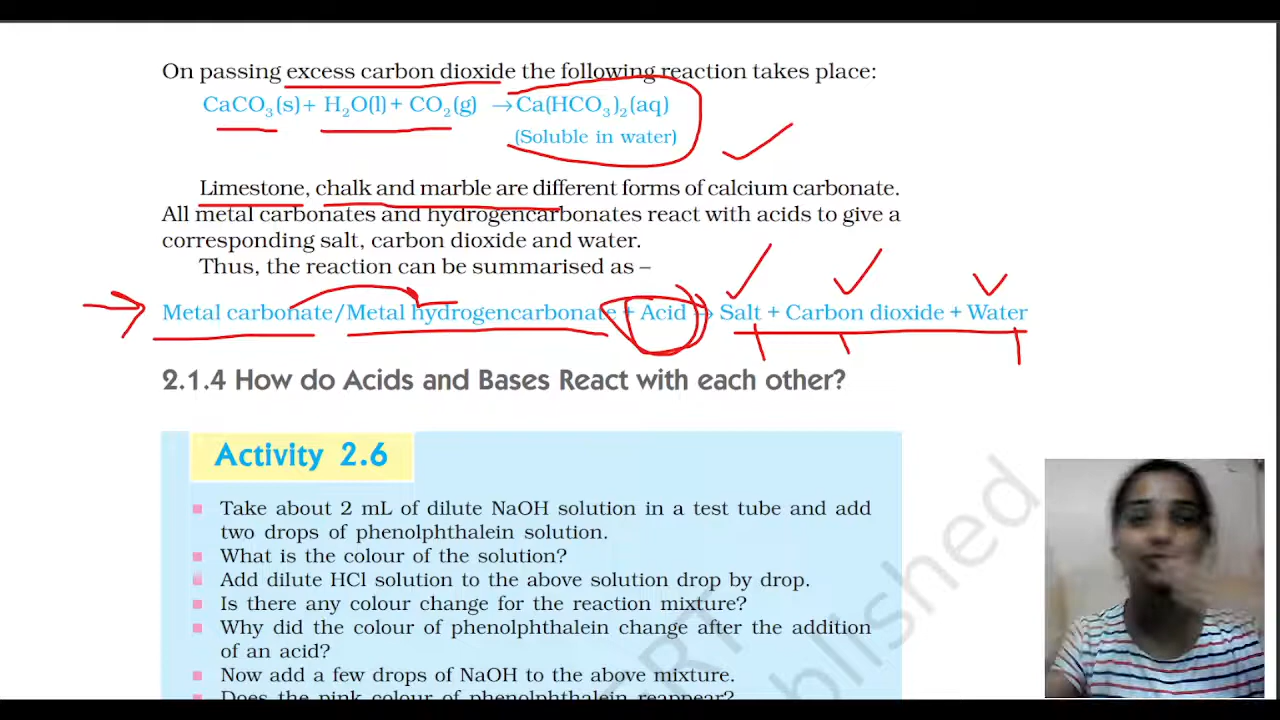 On passing excess carbon dioxide the following reaction takes place:
CaCO₃(s)+ H₂O(l)+ CO₂(g) →Ca(HCO₃)₂(aq)
(Soluble in water)
Limestone, chalk and marble are different forms of calcium carbonate.
All metal carbonates and hydrogencarbonates react with acids to give a
corresponding salt, carbon dioxide and water.
Thus, the reaction can be summarised as –
Metal carbonate/Metal hydrogencarbonate + Acid → Salt + Carbon dioxide + Water
2.1.4 How do Acids and Bases React with each other?
Activity 2.6
Take about 2 mL of dilute NaOH solution in a test tube and add
two drops of phenolphthalein solution.
What is the colour of the solution?
Add dilute HCl solution to the above solution drop by drop.
Is there any colour change for the reaction mixture?
Why did the colour of phenolphthalein change after the addition
of an acid?
Now add a few drops of NaOH to the above mixture.
Does the pink colour of phenolphthalein reappear?